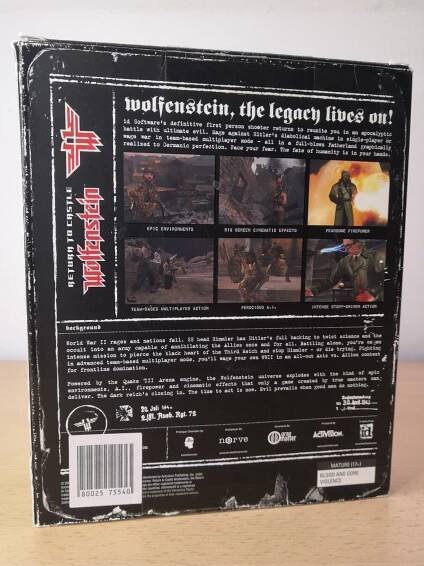 RETURN TO CASTLE
Wolfenstein
wolfenstein, the legacy lives on!
id Software's definitive first person shooter returns to reunite you in an apocalyptic
battle with ultimate evil. Rage against Hitler's diabolical machine in single-player or
wage war in team-based multiplayer mode - all in a full-blown Fatherland graphically
realized to Germanic perfection. Face your fear. The fate of humanity is in your hands.
EPIC ENVIRONMENTS
BIG SCREEN CINEMATIC EFFECTS
FEARSOME FIREPOWER
TEAM-BASED MULTIPLAYER ACTION
FEROCIOUS A.I.
INTENSE STORY-DRIVEN ACTION
Background
World War II rages and nations fall. SS head Himmler has Hitler's full backing to twist science and the
occult into an army capable of annihilating the Allies once and for all. Battling alone, you're on an
intense mission to pierce the black heart of the Third Reich and stop Himmler - or die trying. Fighting
in advanced team-based multiplayer mode, you'll wage your own WWII in an all-out Axis vs. Allies contest
for frontline domination.
Powered by the Quake III Arena engine, the Wolfenstein universe explodes with the kind of epic
environments, A.I., firepower and cinematic effects that only a game created by true masters can
deliver. The dark reich's closing in. The time to act is now. Evil prevails when good men do nothing.
nerve
gray matter
ACTIVISION
80025 75540
MATURE (17+)
BLOOD AND GORE
VIOLENCE